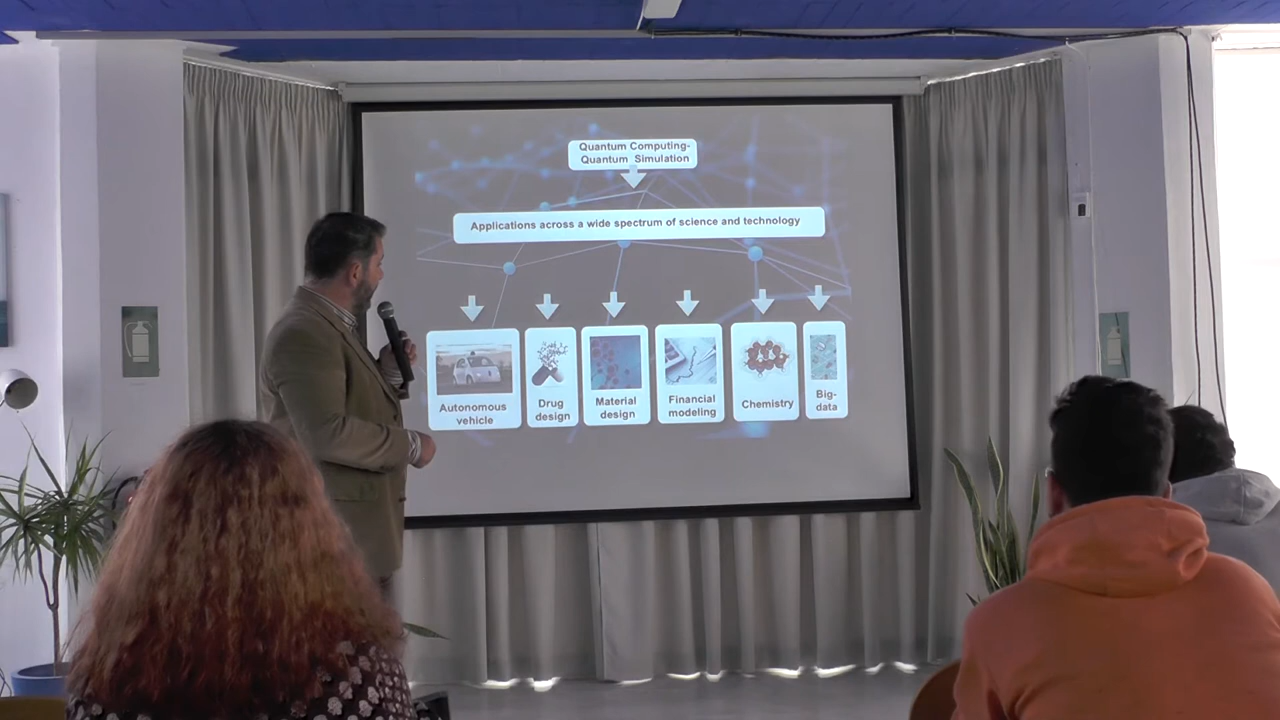 Quantum Computing-
Quantum Simulation
Applications across a wide spectrum of science and technology
Autonomous
vehicle
Drug
design
Material
design
Financial
modeling
Chemistry
Big-
data